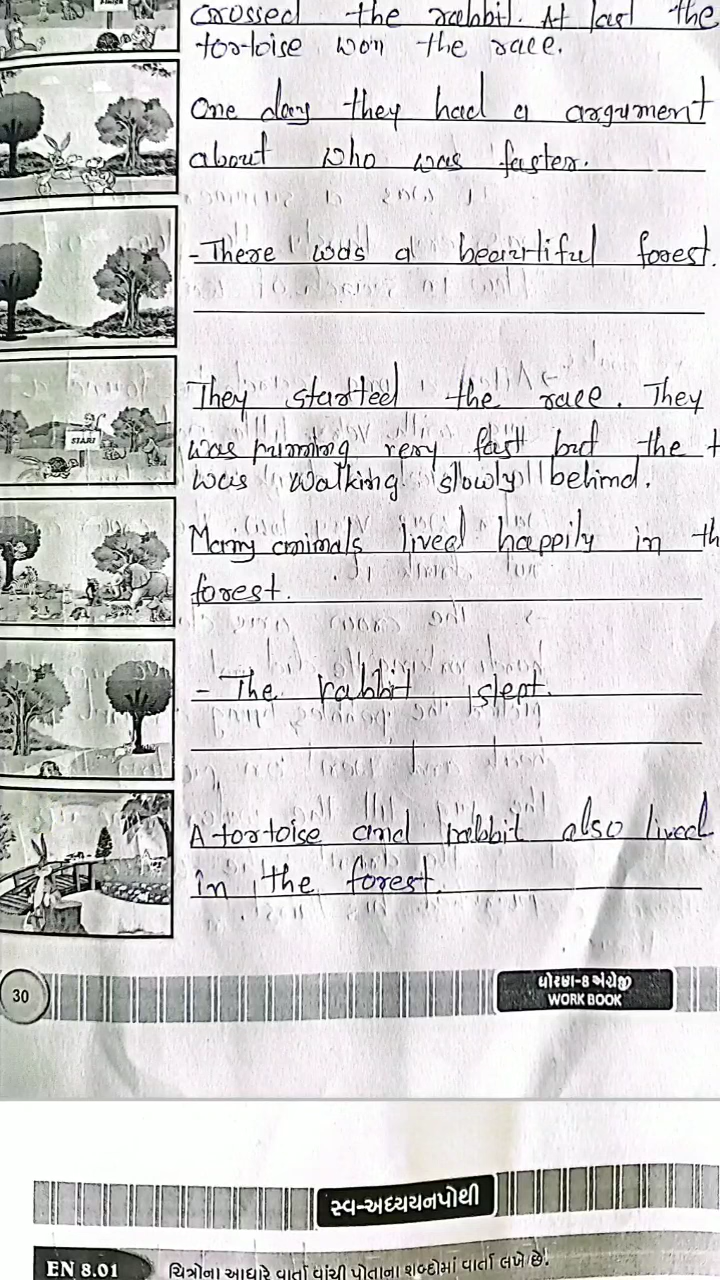 crossed the rabbit. At last the
tortoise won the race.
One day they had a argument
about who was faster.
- There was a beautiful forest.
START
They started the race. They
was running very fast but the t
was walking slowly behind.
Many animals lived happily in th
forest.
- The rabbit slept.
A tortoise and rabbit also lived
in the forest.
30
ધોરણ-8 અંગ્રેજી
WORK BOOK
સ્વ-અધ્યયનપોથી
EN 8.01 ચિત્રોના આધારે વાર્તા વાંચી પોતાના શબ્દોમાં વાર્તા લખે છે.